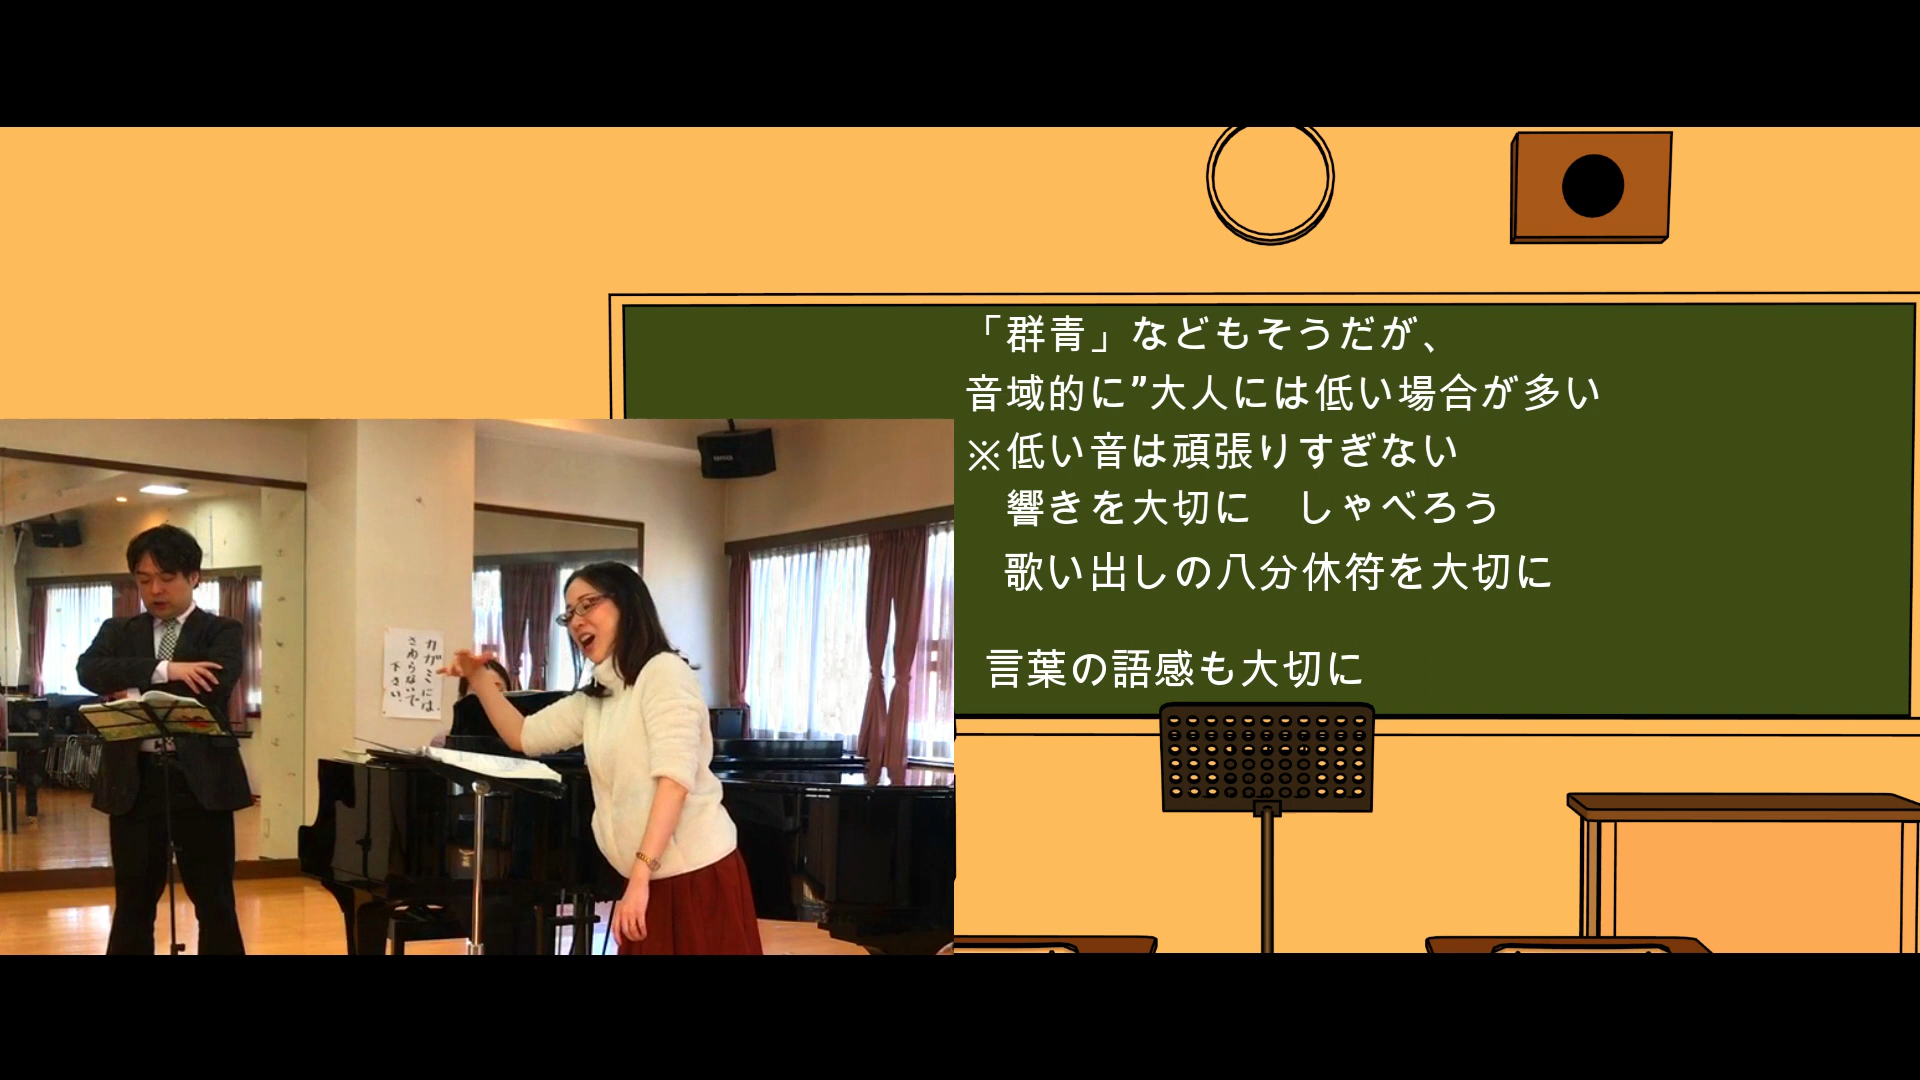 「群青」などもそうだが、
音域的に”大人には低い場合が多い
※低い音は頑張りすぎない
響きを大切に　しゃべろう
歌い出しの八分休符を大切に
言葉の語感も大切に
カガミには、
さわらないで
下さい.